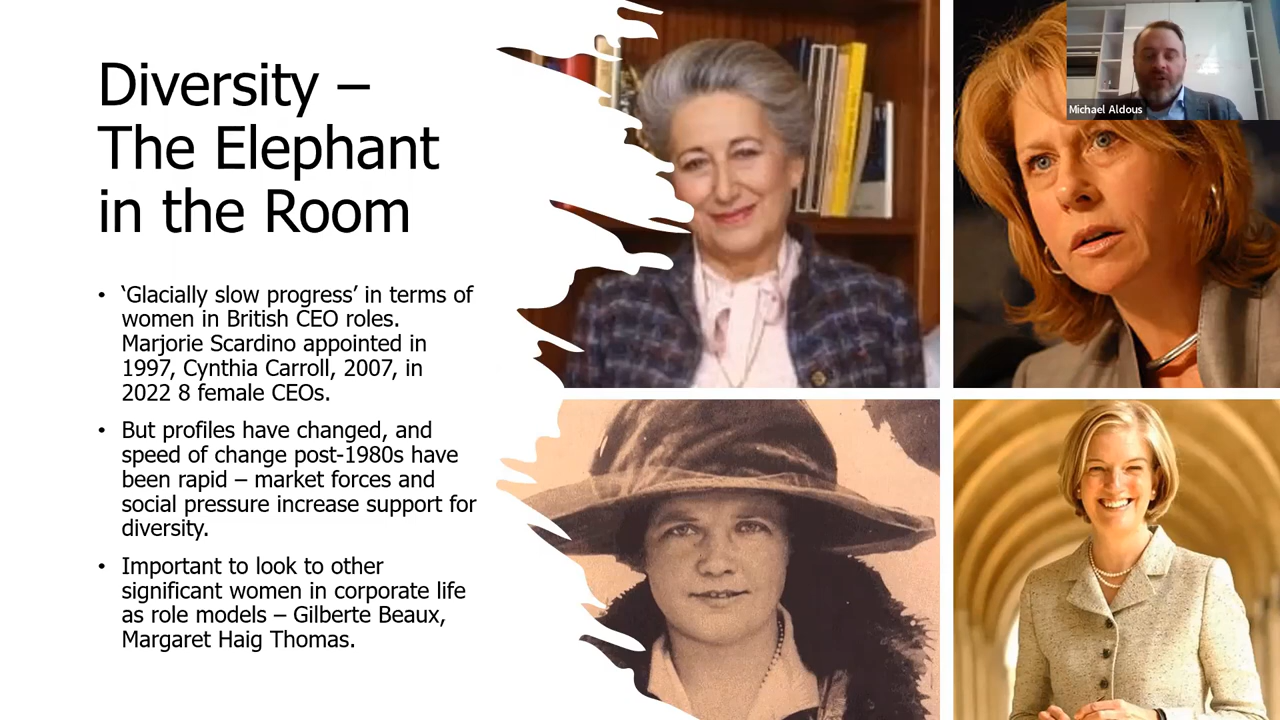 Diversity –
The Elephant
in the Room
• ‘Glacially slow progress’ in terms of
women in British CEO roles.
Marjorie Scardino appointed in
1997, Cynthia Carroll, 2007, in
2022 8 female CEOs.
• But profiles have changed, and
speed of change post-1980s have
been rapid – market forces and
social pressure increase support for
diversity.
• Important to look to other
significant women in corporate life
as role models – Gilberte Beaux,
Margaret Haig Thomas.
Michael Aldous